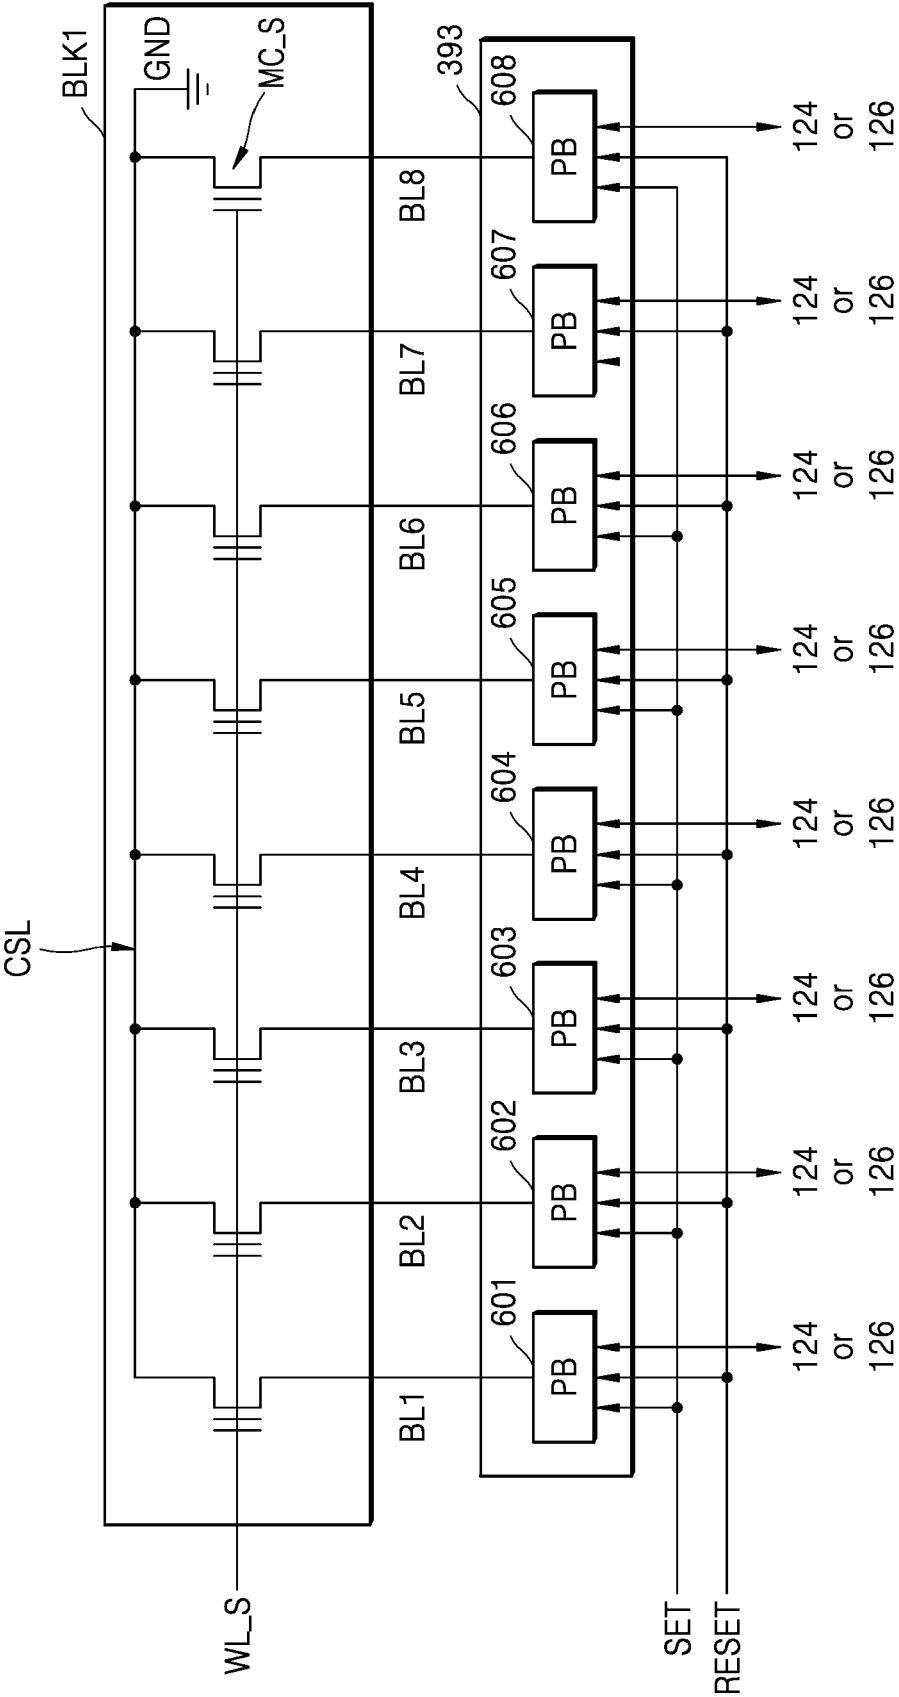 BLK1
CSL
GND
MC_S
WL_S
BL1
BL2
BL3
BL4
BL5
BL6
BL7
BL8
393
601
602
603
604
605
606
607
608
PB
PB
PB
PB
PB
PB
PB
PB
SET
RESET
124
or
126
124
or
126
124
or
126
124
or
126
124
or
126
124
or
126
124
or
126
124
or
126